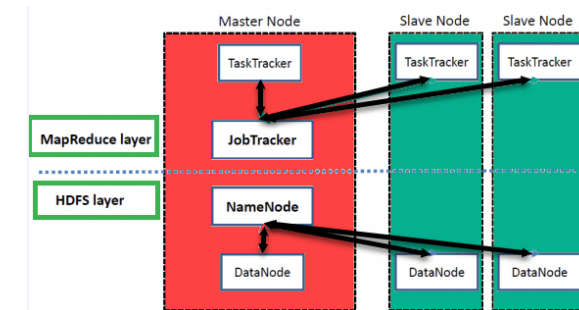 Master Node
Slave Node
Slave Node
TaskTracker
TaskTracker
TaskTracker
MapReduce layer
JobTracker
HDFS layer
NameNode
DataNode
DataNode
DataNode